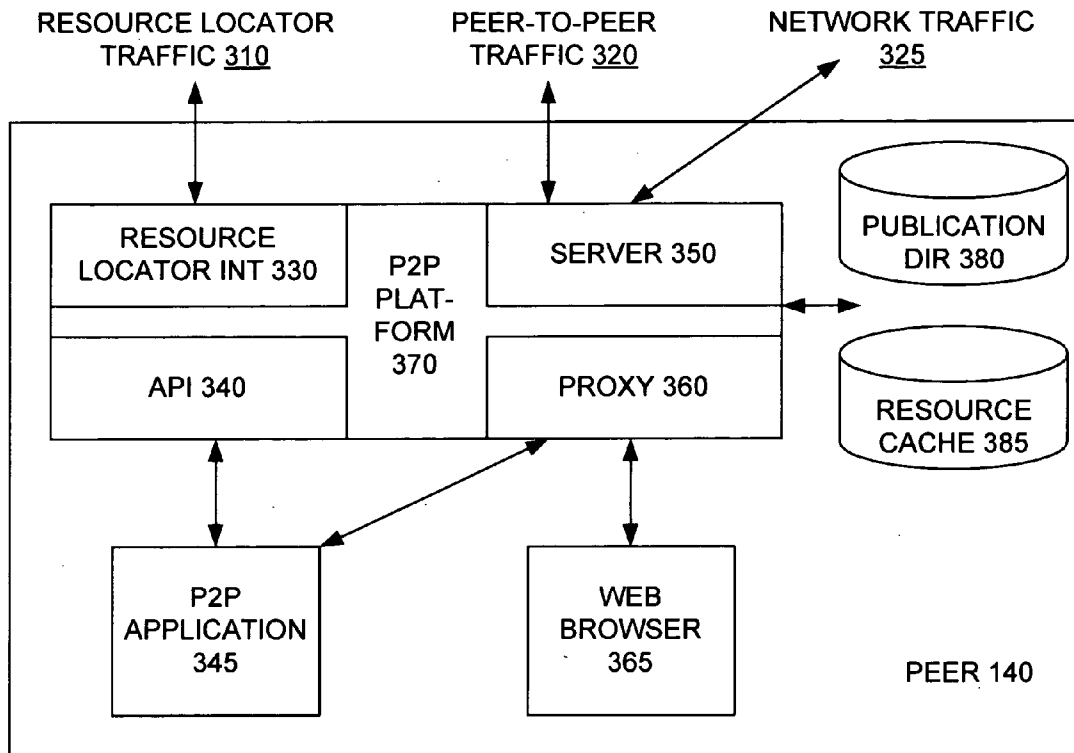 RESOURCE LOCATOR
TRAFFIC 310
PEER-TO-PEER
TRAFFIC 320
NETWORK TRAFFIC
325
RESOURCE
LOCATOR INT 330
P2P
PLAT-
FORM
370
SERVER 350
PUBLICATION
DIR 380
API 340
PROXY 360
RESOURCE
CACHE 385
P2P
APPLICATION
345
WEB
BROWSER
365
PEER 140